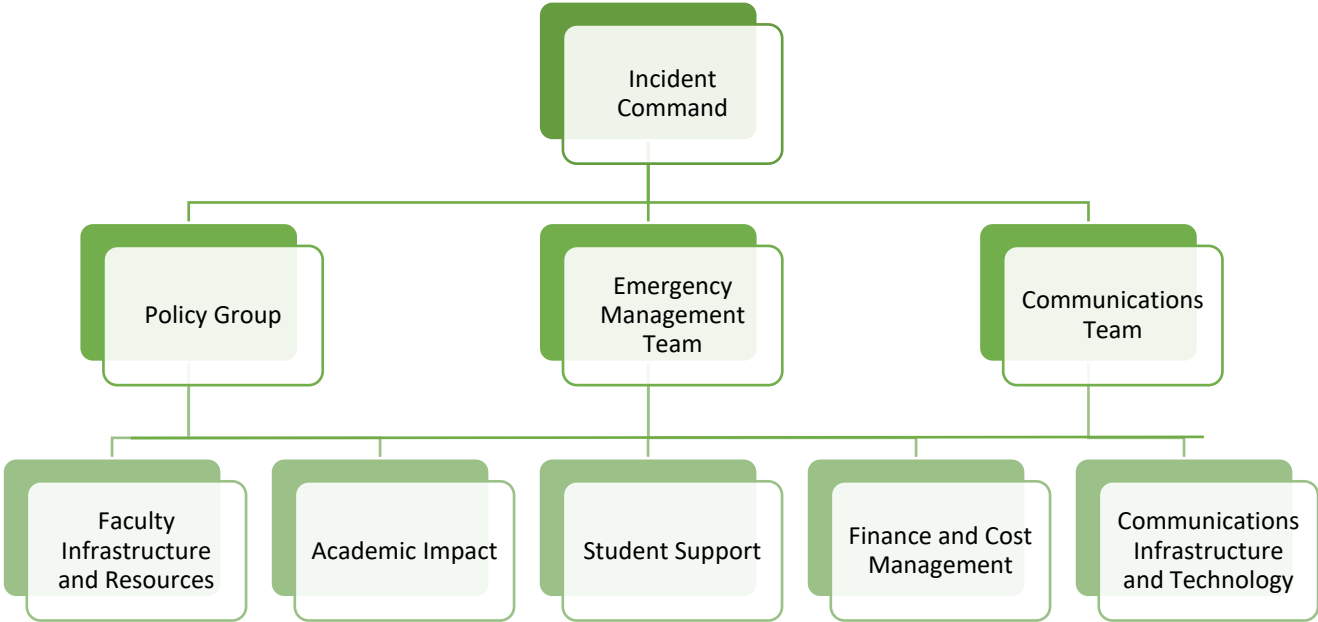 Incident
Command
Policy Group
Emergency
Management
Team
Communications
Team
Faculty
Infrastructure
and Resources
Academic Impact
Student Support
Finance and Cost
Management
Communications
Infrastructure
and Technology